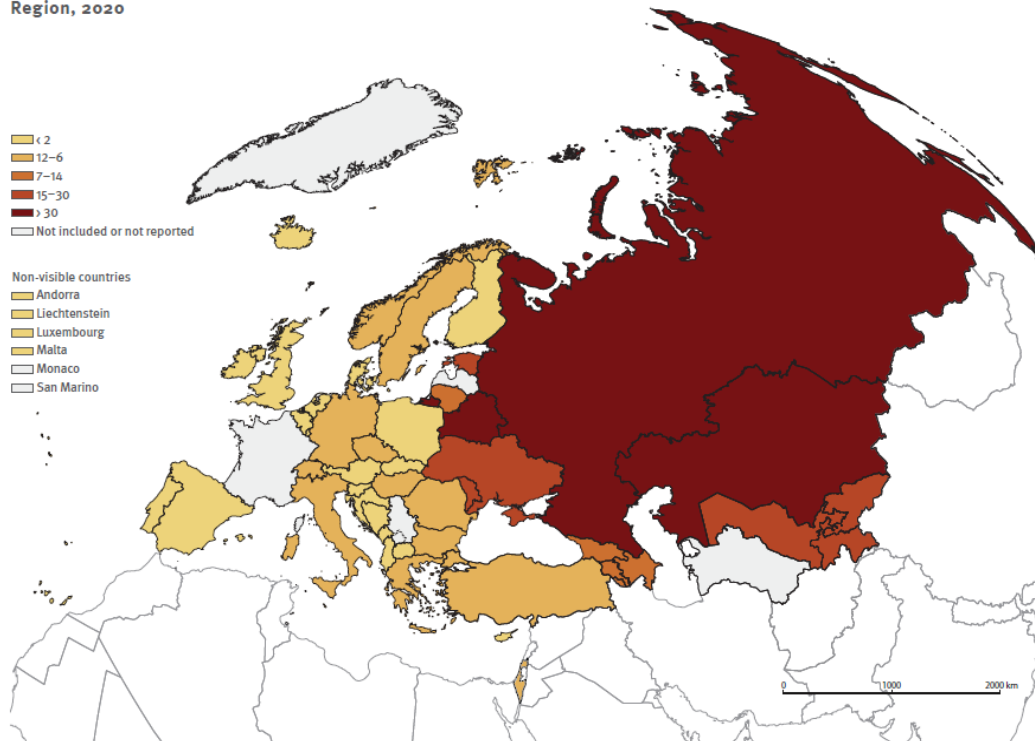 Region, 2020
< 2
12–6
7–14
15–30
> 30
Not included or not reported
Non-visible countries
Andorra
Liechtenstein
Luxembourg
Malta
Monaco
San Marino
0 1000 2000 km